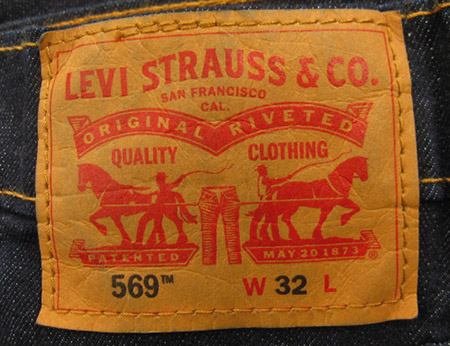 LEVI STRAUSS & CO.
SAN FRANCISCO
CAL.
ORIGINAL RIVETED
QUALITY CLOTHING
PATENTED MAY 20 1873 ®
569™ W 32 L